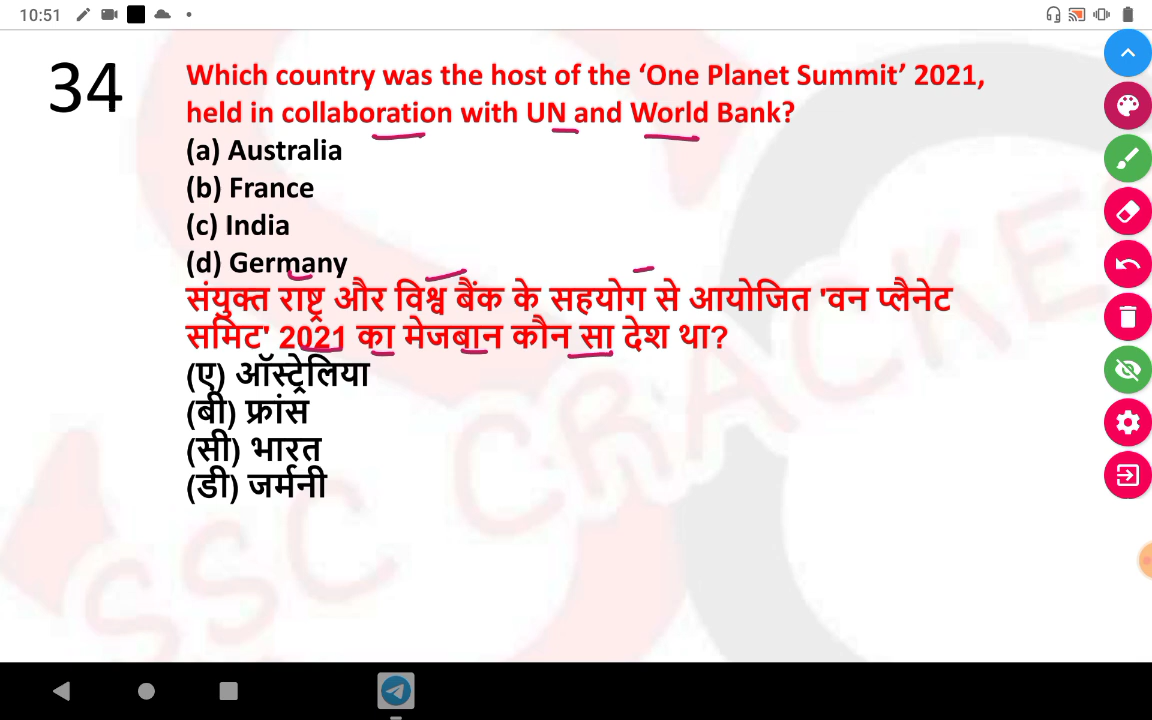 10:51
34
Which country was the host of the ‘One Planet Summit’ 2021,
held in collaboration with UN and World Bank?
(a) Australia
(b) France
(c) India
(d) Germany
संयुक्त राष्ट्र और विश्व बैंक के सहयोग से आयोजित 'वन प्लैनेट
समिट' 2021 का मेजबान कौन सा देश था?
(ए) ऑस्ट्रेलिया
(बी) फ्रांस
(सी) भारत
(डी) जर्मनी
SSC CRACKE